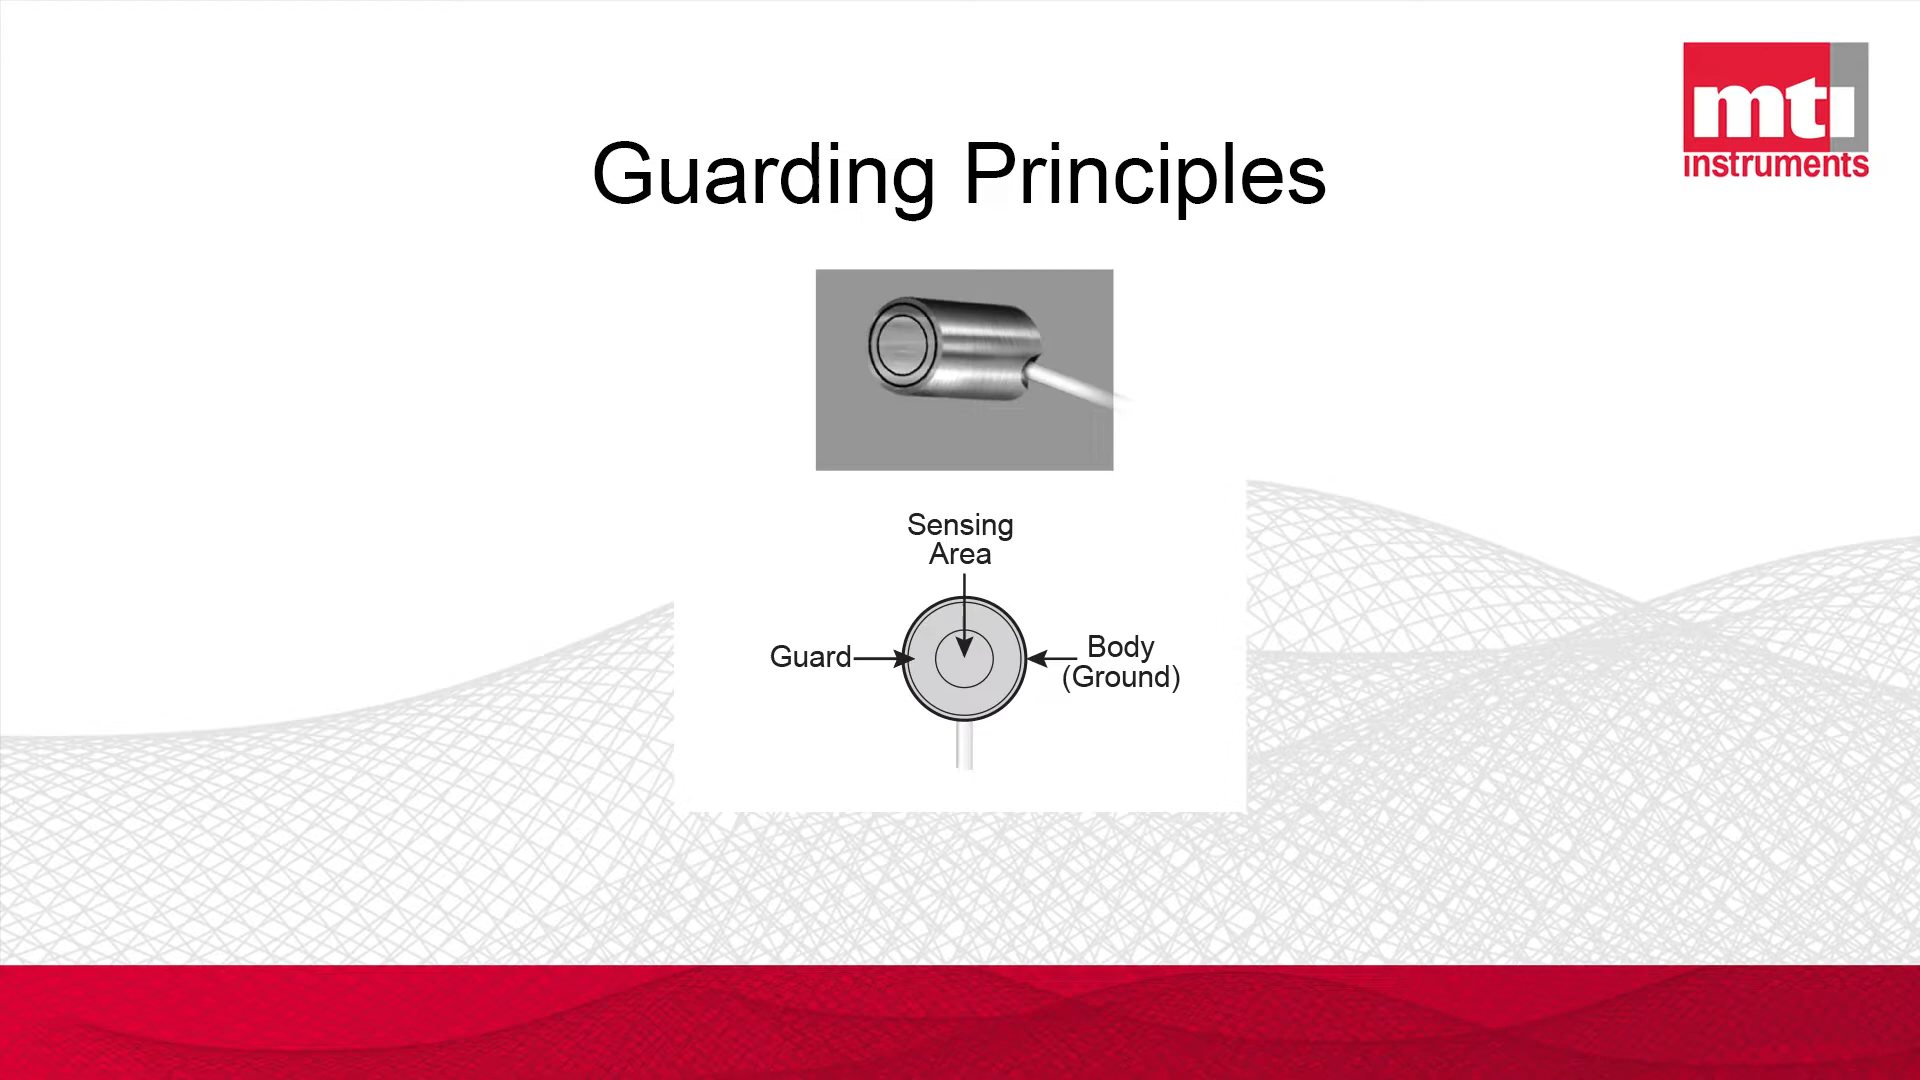 mti
instruments
Guarding Principles
Sensing
Area
Guard
Body
(Ground)